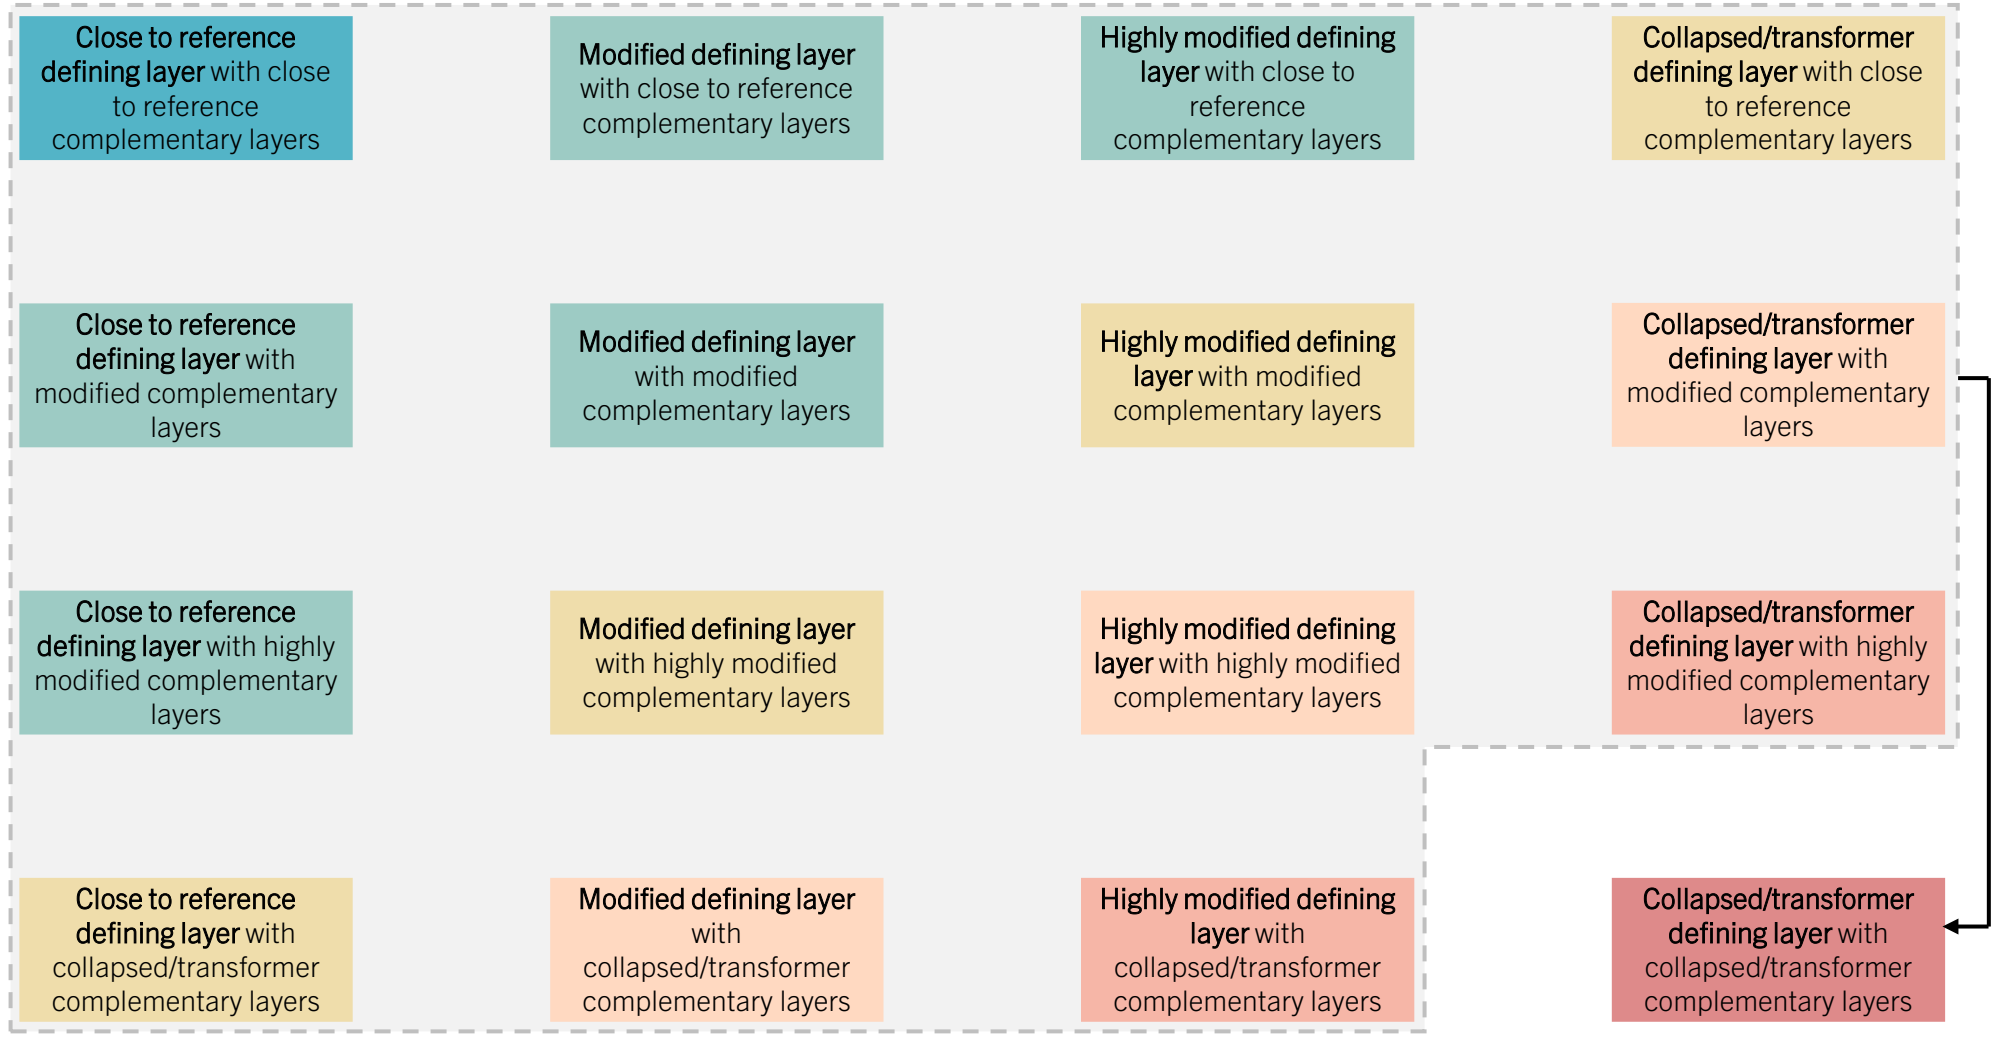 Close to reference
defining layer with close
to reference
complementary layers
Modified defining layer
with close to reference
complementary layers
Highly modified defining
layer with close to
reference
complementary layers
Collapsed/transformer
defining layer with close
to reference
complementary layers
Close to reference
defining layer with
modified complementary
layers
Modified defining layer
with modified
complementary layers
Highly modified defining
layer with modified
complementary layers
Collapsed/transformer
defining layer with
modified complementary
layers
Close to reference
defining layer with highly
modified complementary
layers
Modified defining layer
with highly modified
complementary layers
Highly modified defining
layer with highly modified
complementary layers
Collapsed/transformer
defining layer with highly
modified complementary
layers
Close to reference
defining layer with
collapsed/transformer
complementary layers
Modified defining layer
with
collapsed/transformer
complementary layers
Highly modified defining
layer with
collapsed/transformer
complementary layers
Collapsed/transformer
defining layer with
collapsed/transformer
complementary layers